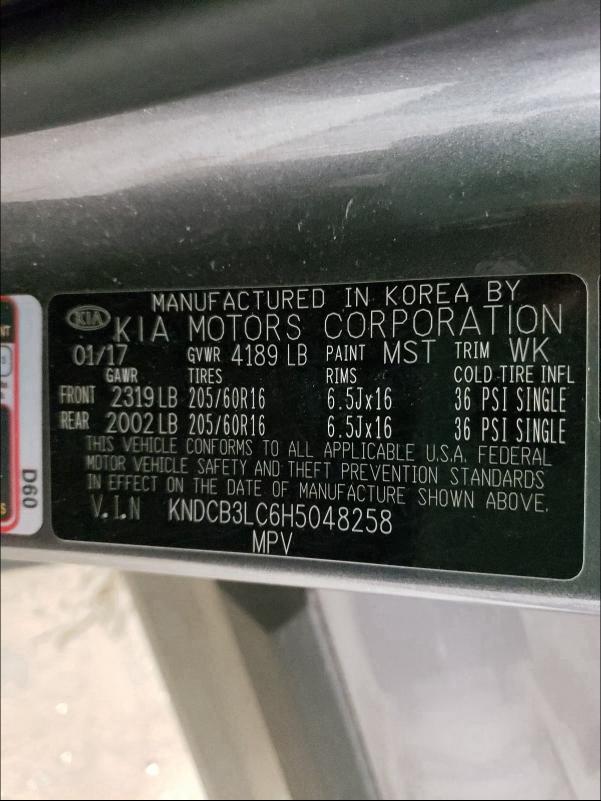 MANUFACTURED IN KOREA BY
KIA KIA MOTORS CORPORATION
01/17 GVWR 4189 LB PAINT MST TRIM WK
GAWR TIRES RIMS COLD TIRE INFL
FRONT 2319 LB 205/60R16 6.5Jx16 36 PSI SINGLE
REAR 2002 LB 205/60R16 6.5Jx16 36 PSI SINGLE
THIS VEHICLE CONFORMS TO ALL APPLICABLE U.S.A. FEDERAL
MOTOR VEHICLE SAFETY AND THEFT PREVENTION STANDARDS
IN EFFECT ON THE DATE OF MANUFACTURE SHOWN ABOVE.
V.I.N KNDCB3LC6H5048258
MPV
D60